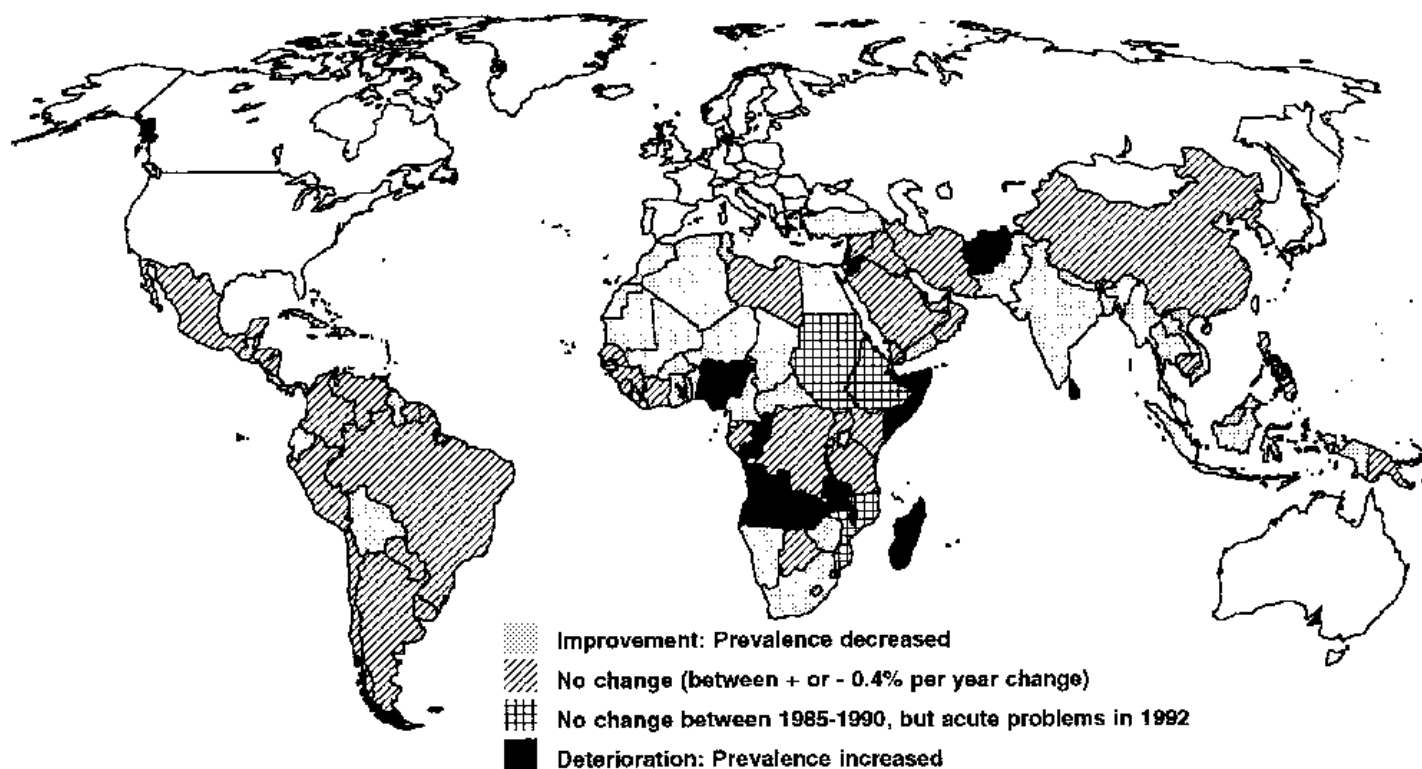 Improvement: Prevalence decreased
No change (between + or - 0.4% per year change)
No change between 1985-1990, but acute problems in 1992
Deterioration: Prevalence increased